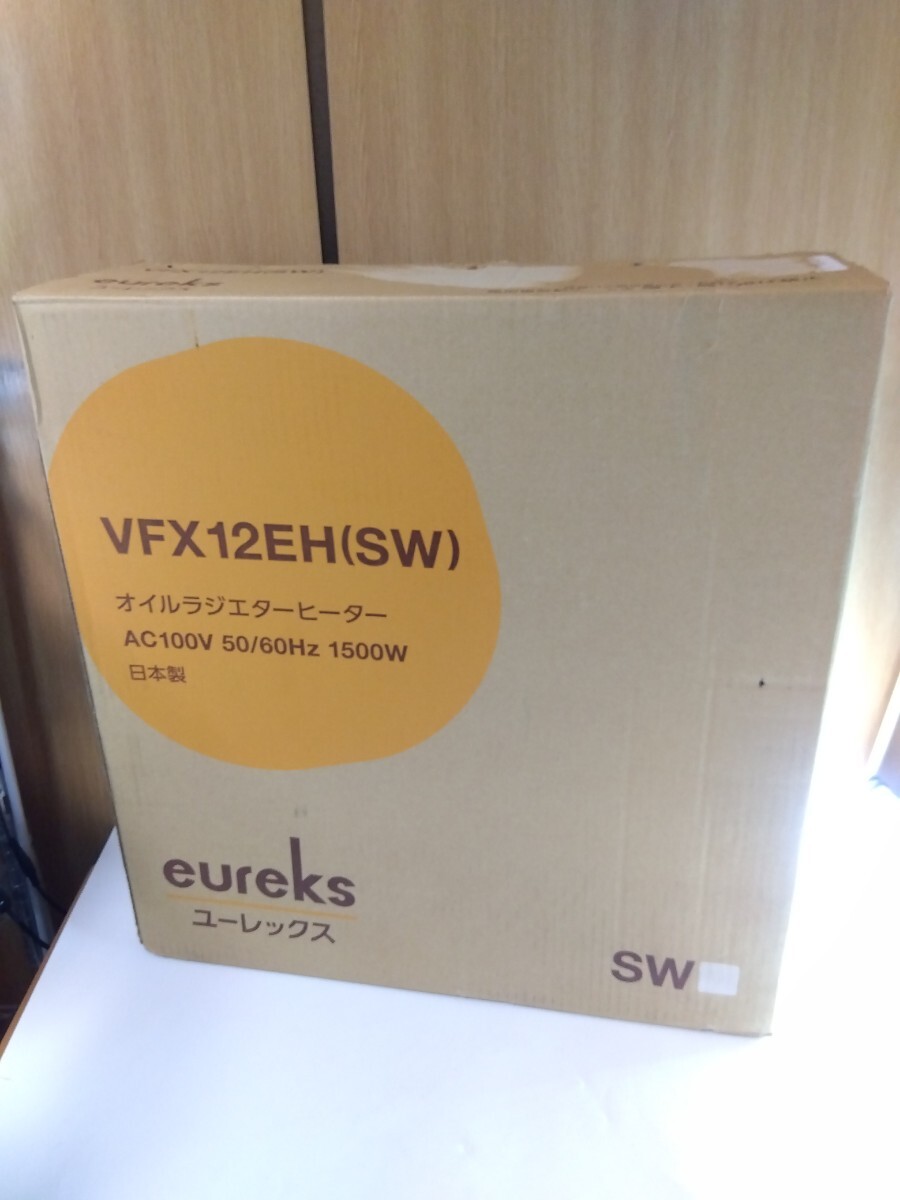 eureks
VFX12EH(SW)
オイルラジエターヒーター
AC100V 50/60Hz 1500W
日本製
eureks
ユーレックス
SW